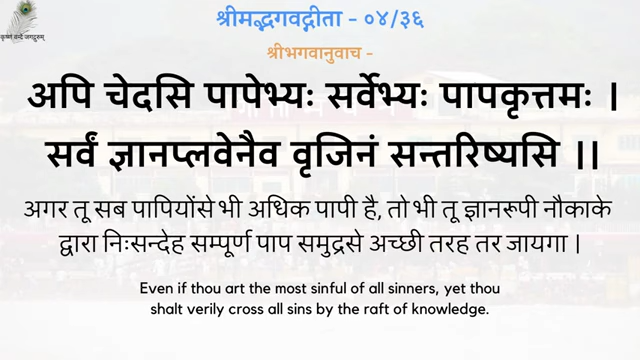 श्रीमद्भगवद्गीता - ०४/३६
कृष्णं वन्दे जगद्गुरुम्
श्रीभगवानुवाच -
अपि चेदसि पापेभ्यः सर्वेभ्यः पापकृत्तमः ।
सर्वं ज्ञानप्लवेनैव वृजिनं सन्तरिष्यसि ।।
अगर तू सब पापियोंसे भी अधिक पापी है, तो भी तू ज्ञानरूपी नौकाके
द्वारा निःसन्देह सम्पूर्ण पाप समुद्रसे अच्छी तरह तर जायगा ।
Even if thou art the most sinful of all sinners, yet thou
shalt verily cross all sins by the raft of knowledge.